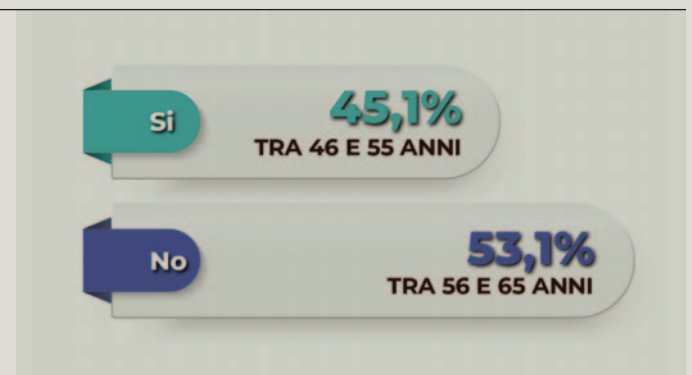 Si
45,1%
TRA 46 E 55 ANNI
No
53,1%
TRA 56 E 65 ANNI